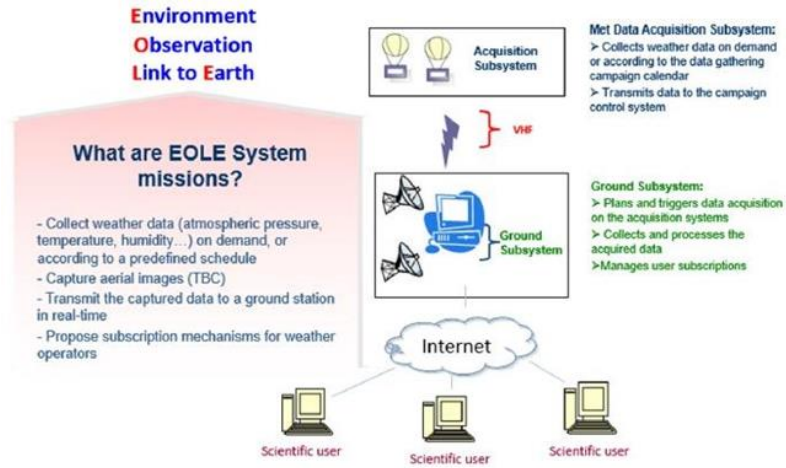 Environment
Observation
Link to Earth
What are EOLE System
missions?
- Collect weather data (atmospheric pressure,
temperature, humidity...) on demand, or
according to a predefined schedule
- Capture aerial images (TBC)
- Transmit the captured data to a ground station
in real-time
- Propose subscription mechanisms for weather
operators
Acquisition
Subsystem
VHF
Ground
Subsystem
Internet
Scientific user
Scientific user
Scientific user
Met Data Acquisition Subsystem:
➢ Collects weather data on demand
or according to the data gathering
campaign calendar
➢ Transmits data to the campaign
control system
Ground Subsystem:
➢ Plans and triggers data acquisition
on the acquisition systems
➢ Collects and processes the
acquired data
➢Manages user subscriptions